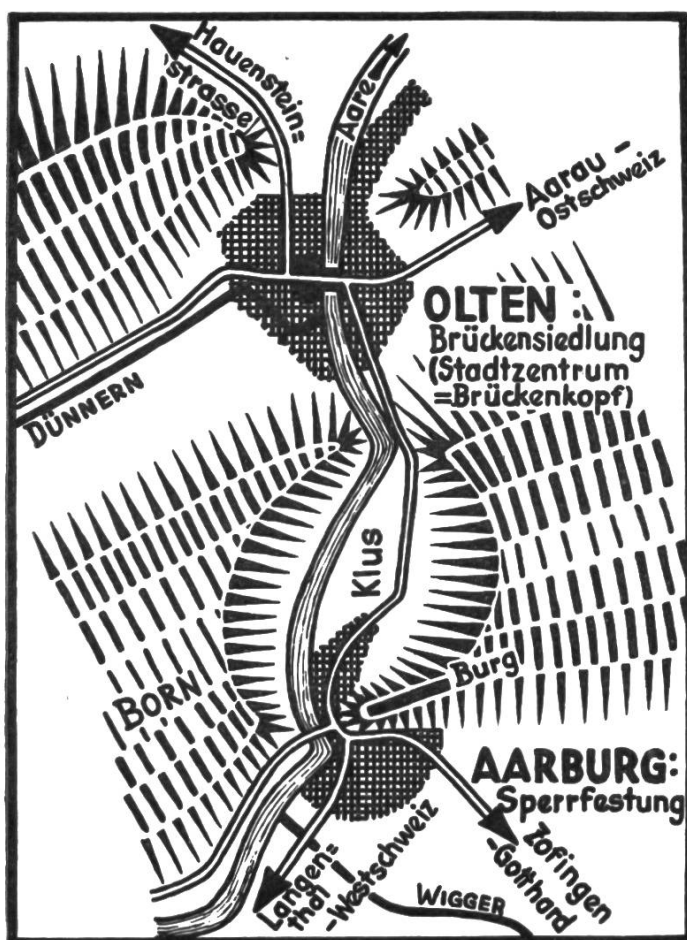 Hauenstein=
strasse
Aare
Aarau -
Ostschweiz
OLTEN :
Brückensiedlung
(Stadtzentrum
=Brückenkopf)
DÜNNERN
Klus
BORN
Burg
AARBURG:
Sperrfestung
Langen=
thal
-Westschweiz
WIGGER
Zofingen
-Gotthard